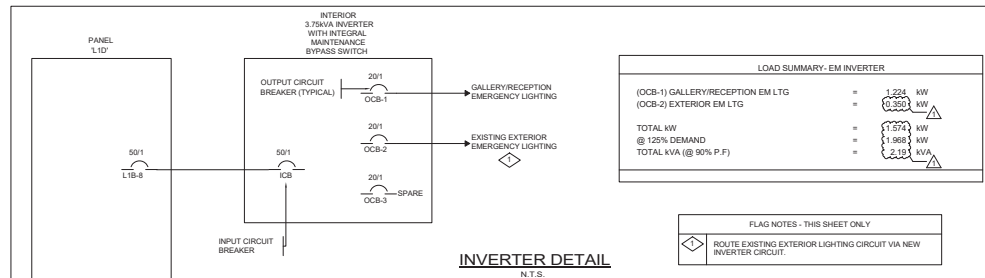 PANEL
'L1D'
50/1
L1B-8
INTERIOR
3.75kVA INVERTER
WITH INTEGRAL
MAINTENANCE
BYPASS SWITCH
OUTPUT CIRCUIT
BREAKER (TYPICAL)
20/1
OCB-1
GALLERY/RECEPTION
EMERGENCY LIGHTING
20/1
OCB-2
EXISTING EXTERIOR
EMERGENCY LIGHTING
1
50/1
ICB
20/1
OCB-3
SPARE
INPUT CIRCUIT
BREAKER
INVERTER DETAIL
N.T.S.
LOAD SUMMARY- EM INVERTER
(OCB-1) GALLERY/RECEPTION EM LTG = 1.224 kW
(OCB-2) EXTERIOR EM LTG = 0.350 kW
1
TOTAL kW = 1.574 kW
@ 125% DEMAND = 1.968 kW
TOTAL kVA (@ 90% P.F) = 2.19 kVA
1
FLAG NOTES - THIS SHEET ONLY
1 ROUTE EXISTING EXTERIOR LIGHTING CIRCUIT VIA NEW
INVERTER CIRCUIT.